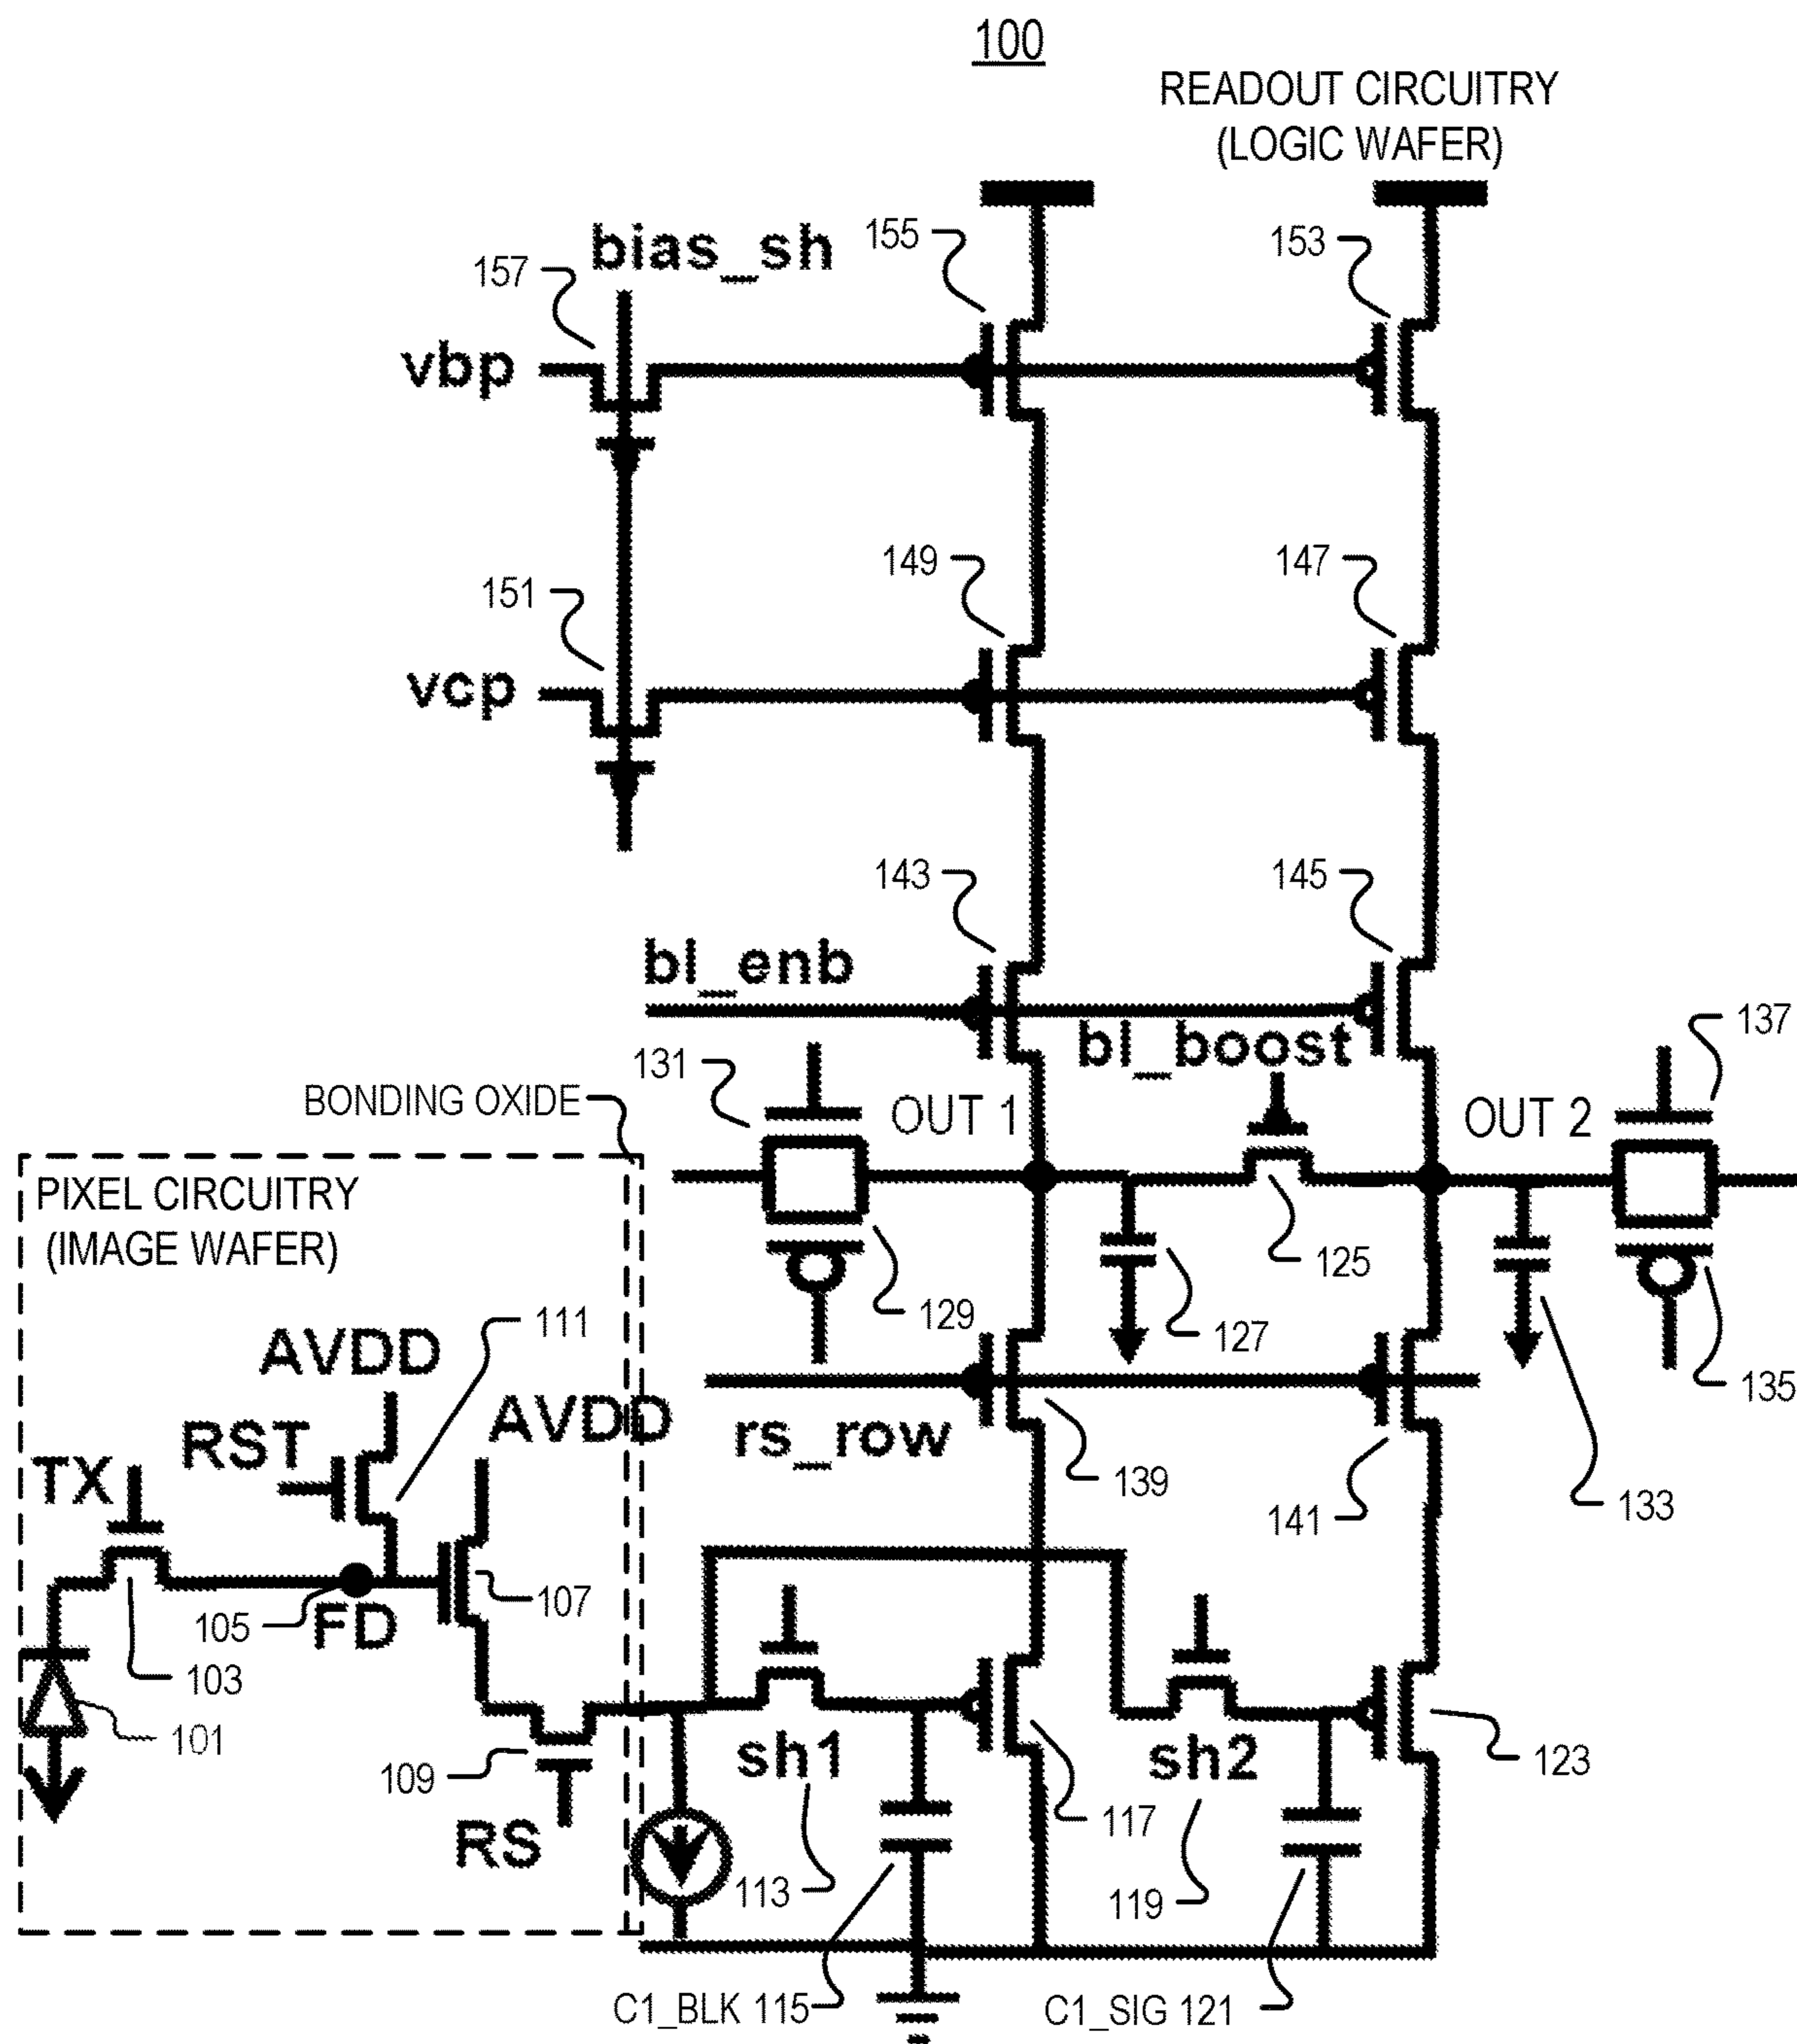 100
READOUT CIRCUITRY
(LOGIC WAFER)
155
153
bias_sh
157
vbp
149
147
151
vcp
143
145
bl_enb
137
bl_boost
131
BONDING OXIDE
OUT 1
OUT 2
PIXEL CIRCUITRY
(IMAGE WAFER)
125
129
127
111
AVDD
135
AVDD
RST
rs_row
TX
139
133
141
107
105
FD
103
101
sh1
sh2
123
109
117
RS
113
119
C1_BLK 115
C1_SIG 121